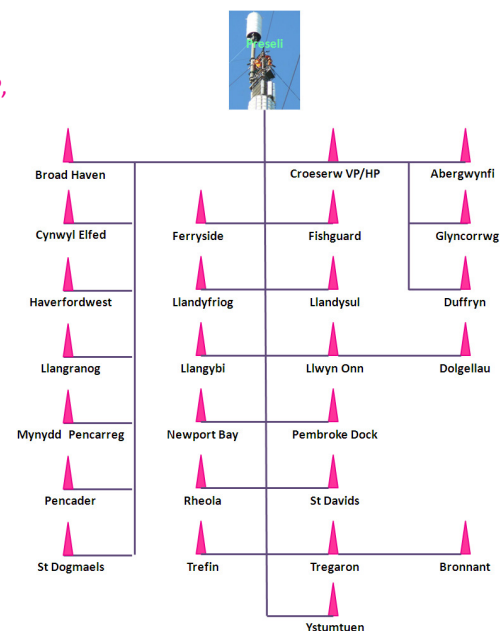 Preseli
,
Broad Haven
Croeserw VP/HP
Abergwynfi
Cynwyl Elfed
Ferryside
Fishguard
Glyncorrwg
Haverfordwest
Llandyfriog
Llandysul
Duffryn
Llangranog
Llangybi
Llwyn Onn
Dolgellau
Mynydd Pencarreg
Newport Bay
Pembroke Dock
Pencader
Rheola
St Davids
St Dogmaels
Trefin
Tregaron
Bronnant
Ystumtuen